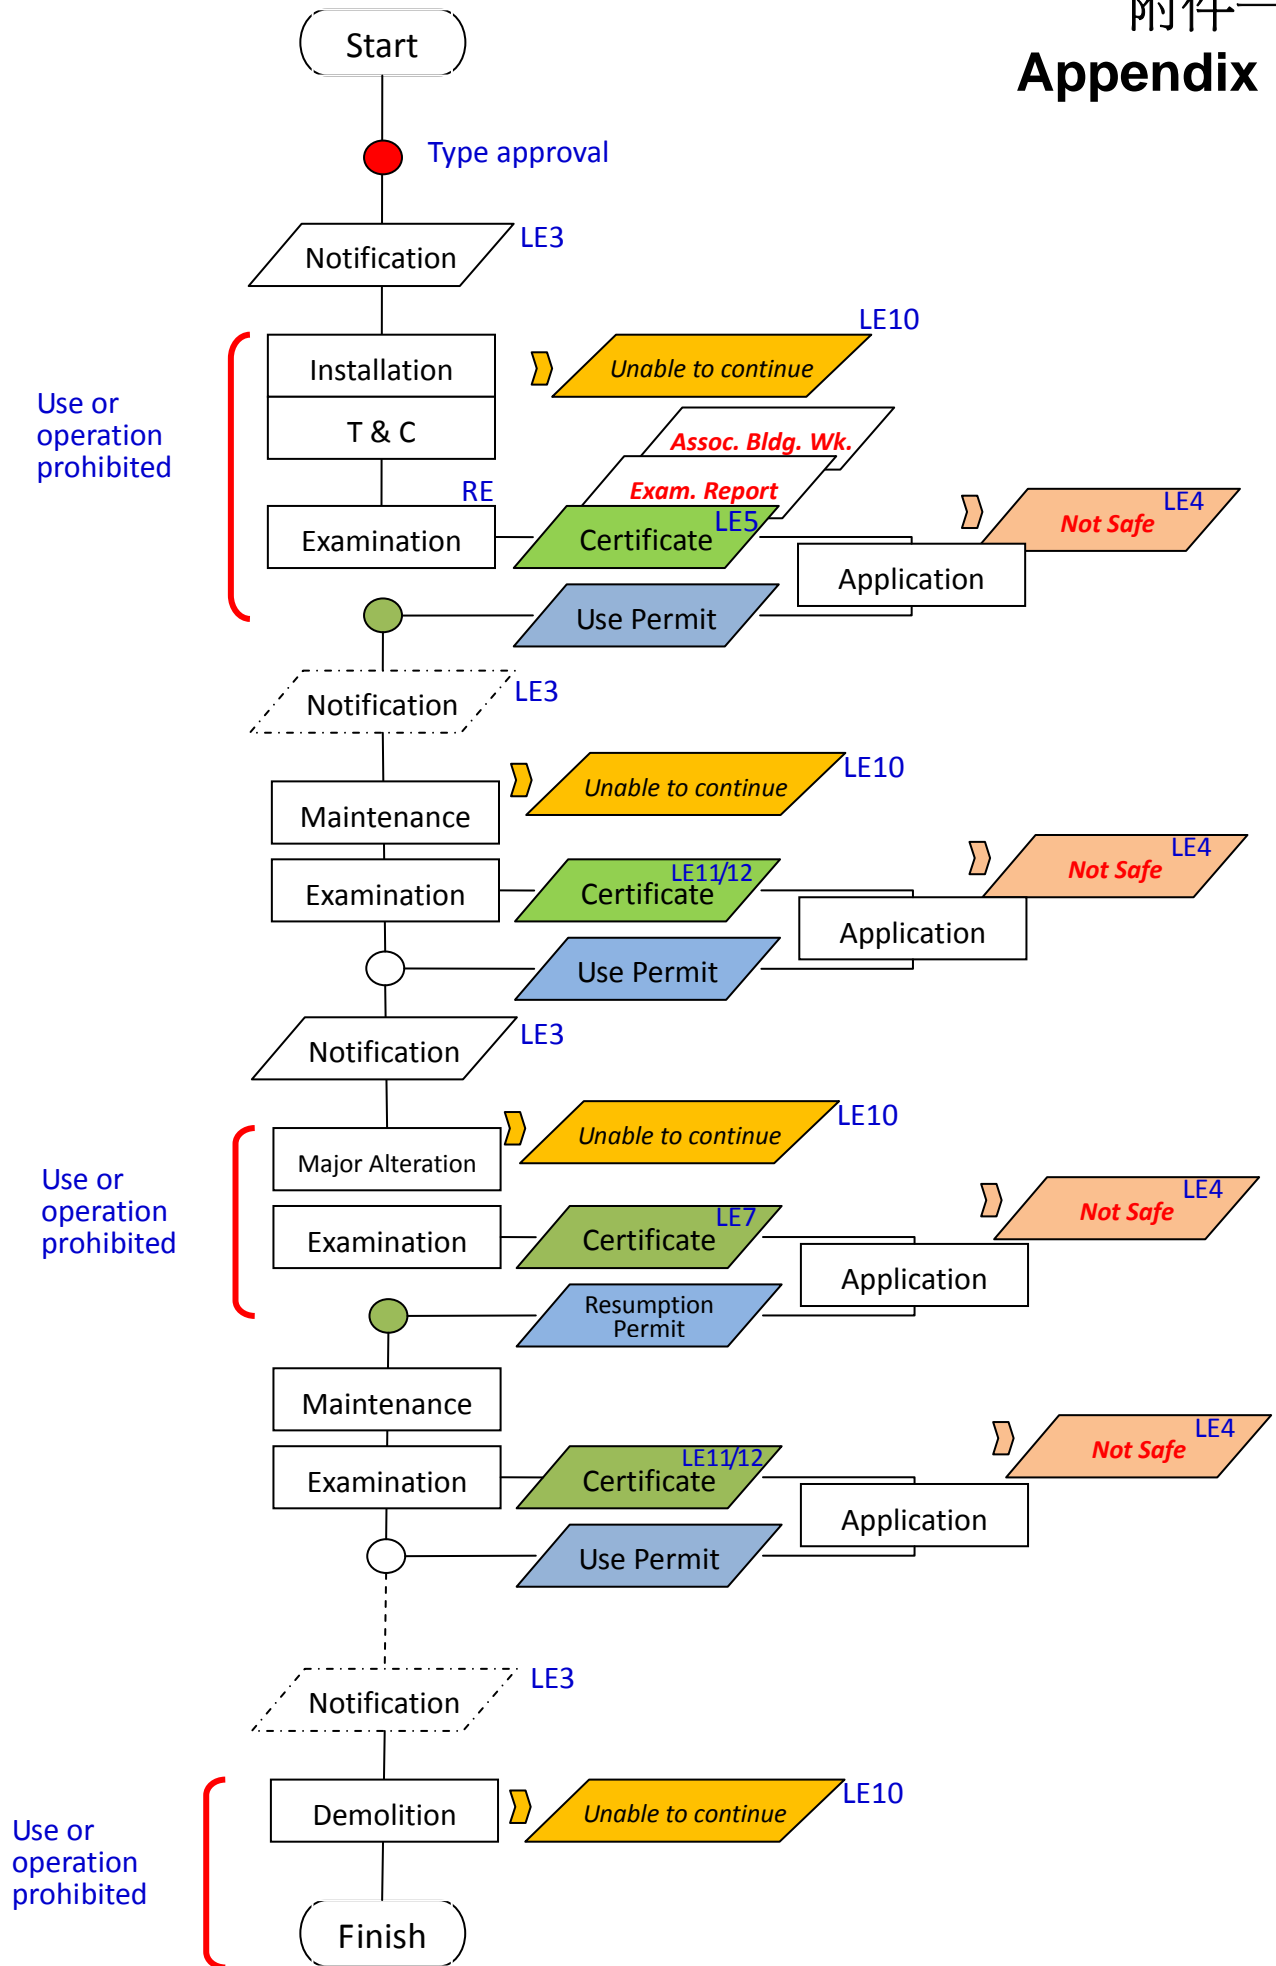 附件一
Appendix
Start
Type approval
Notification
LE3
LE10
Installation
Unable to continue
Use or
operation
prohibited
T & C
Assoc. Bldg. Wk.
RE
Exam. Report
LE4
Not Safe
LE5
Examination
Certificate
Application
Use Permit
Notification
LE3
LE10
Unable to continue
Maintenance
LE4
Not Safe
LE11/12
Examination
Certificate
Application
Use Permit
Notification
LE3
LE10
Unable to continue
Major Alteration
Use or
operation
prohibited
LE4
Not Safe
LE7
Examination
Certificate
Application
Resumption
Permit
Maintenance
LE4
Not Safe
LE11/12
Examination
Certificate
Application
Use Permit
Notification
LE3
LE10
Demolition
Unable to continue
Use or
operation
prohibited
Finish